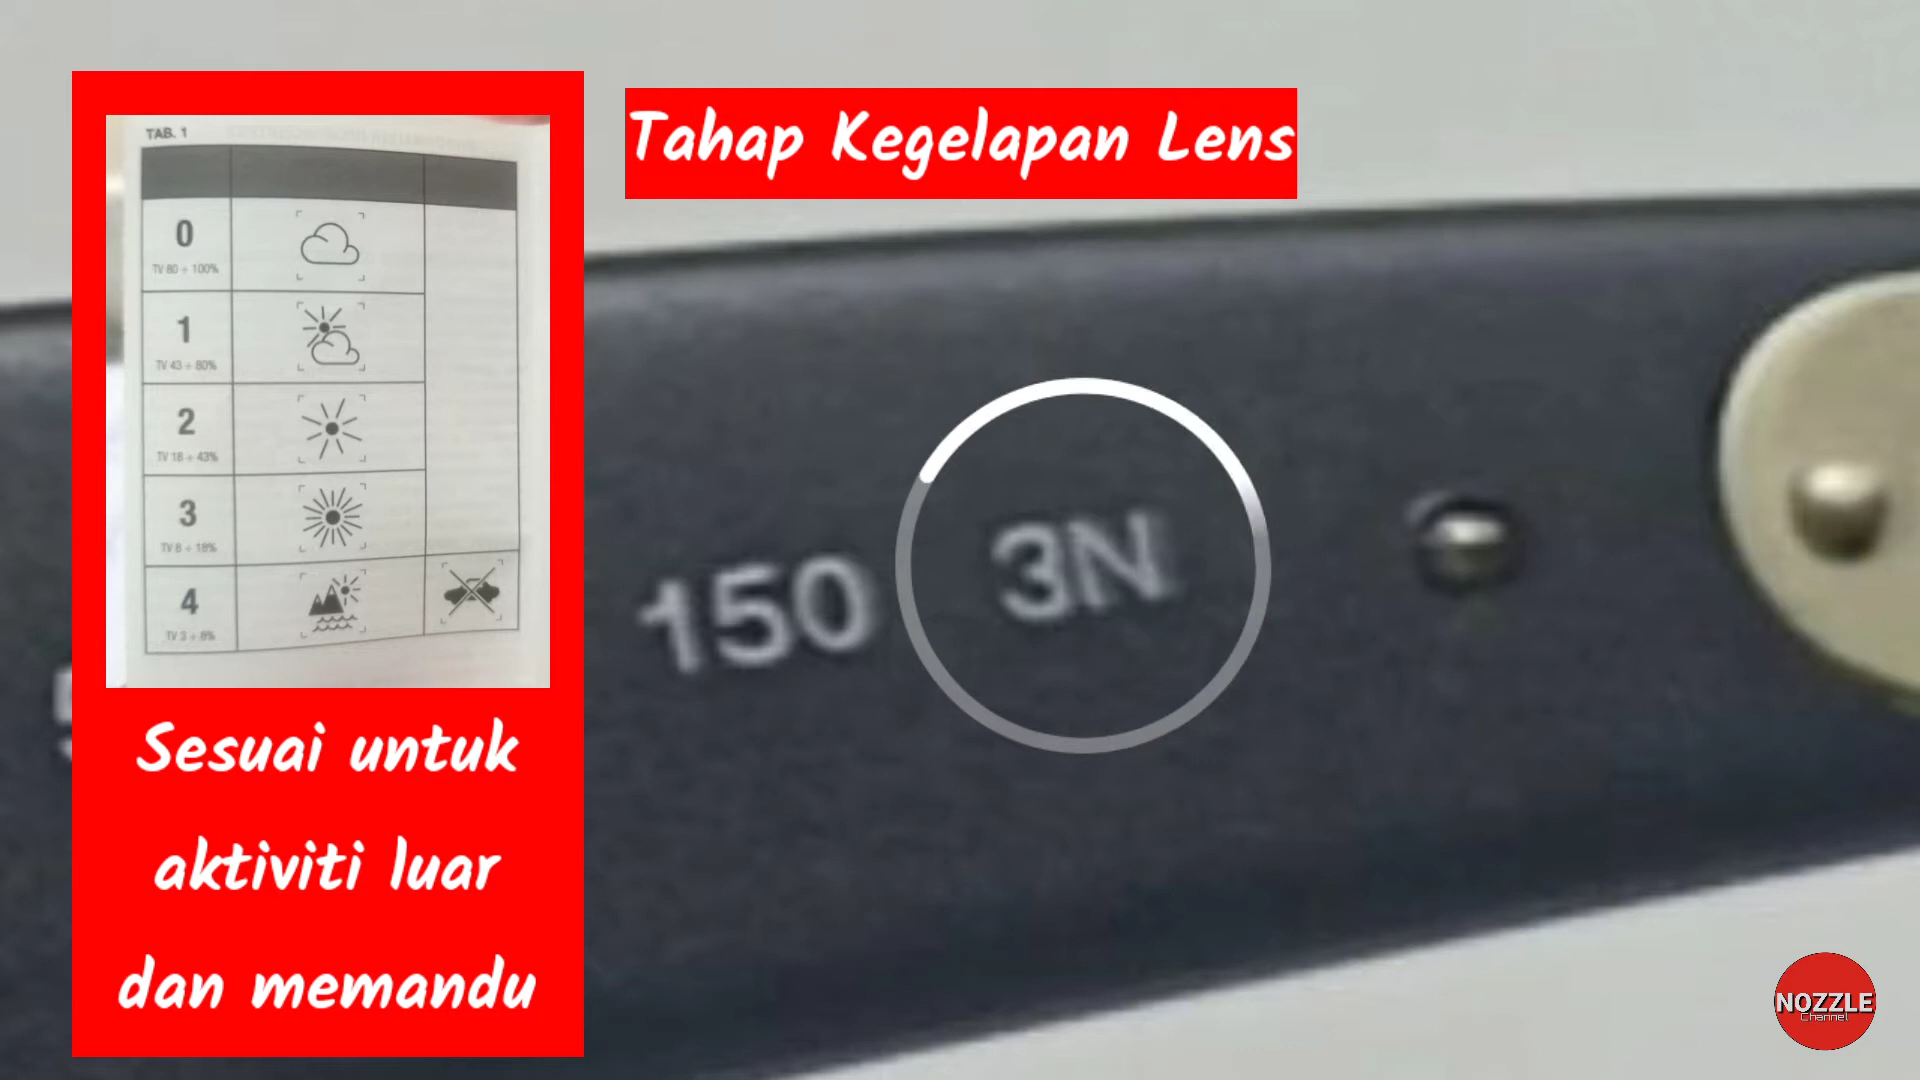 Tahap Kegelapan Lens
TAB. 1
0
TV 80 ÷ 100%
1
TV 43 ÷ 80%
2
TV 18 ÷ 43%
3
TV 8 ÷ 18%
4
TV 3 ÷ 8%
Sesuai untuk
aktiviti luar
dan memandu
150 3N
NOZZLE
Channel